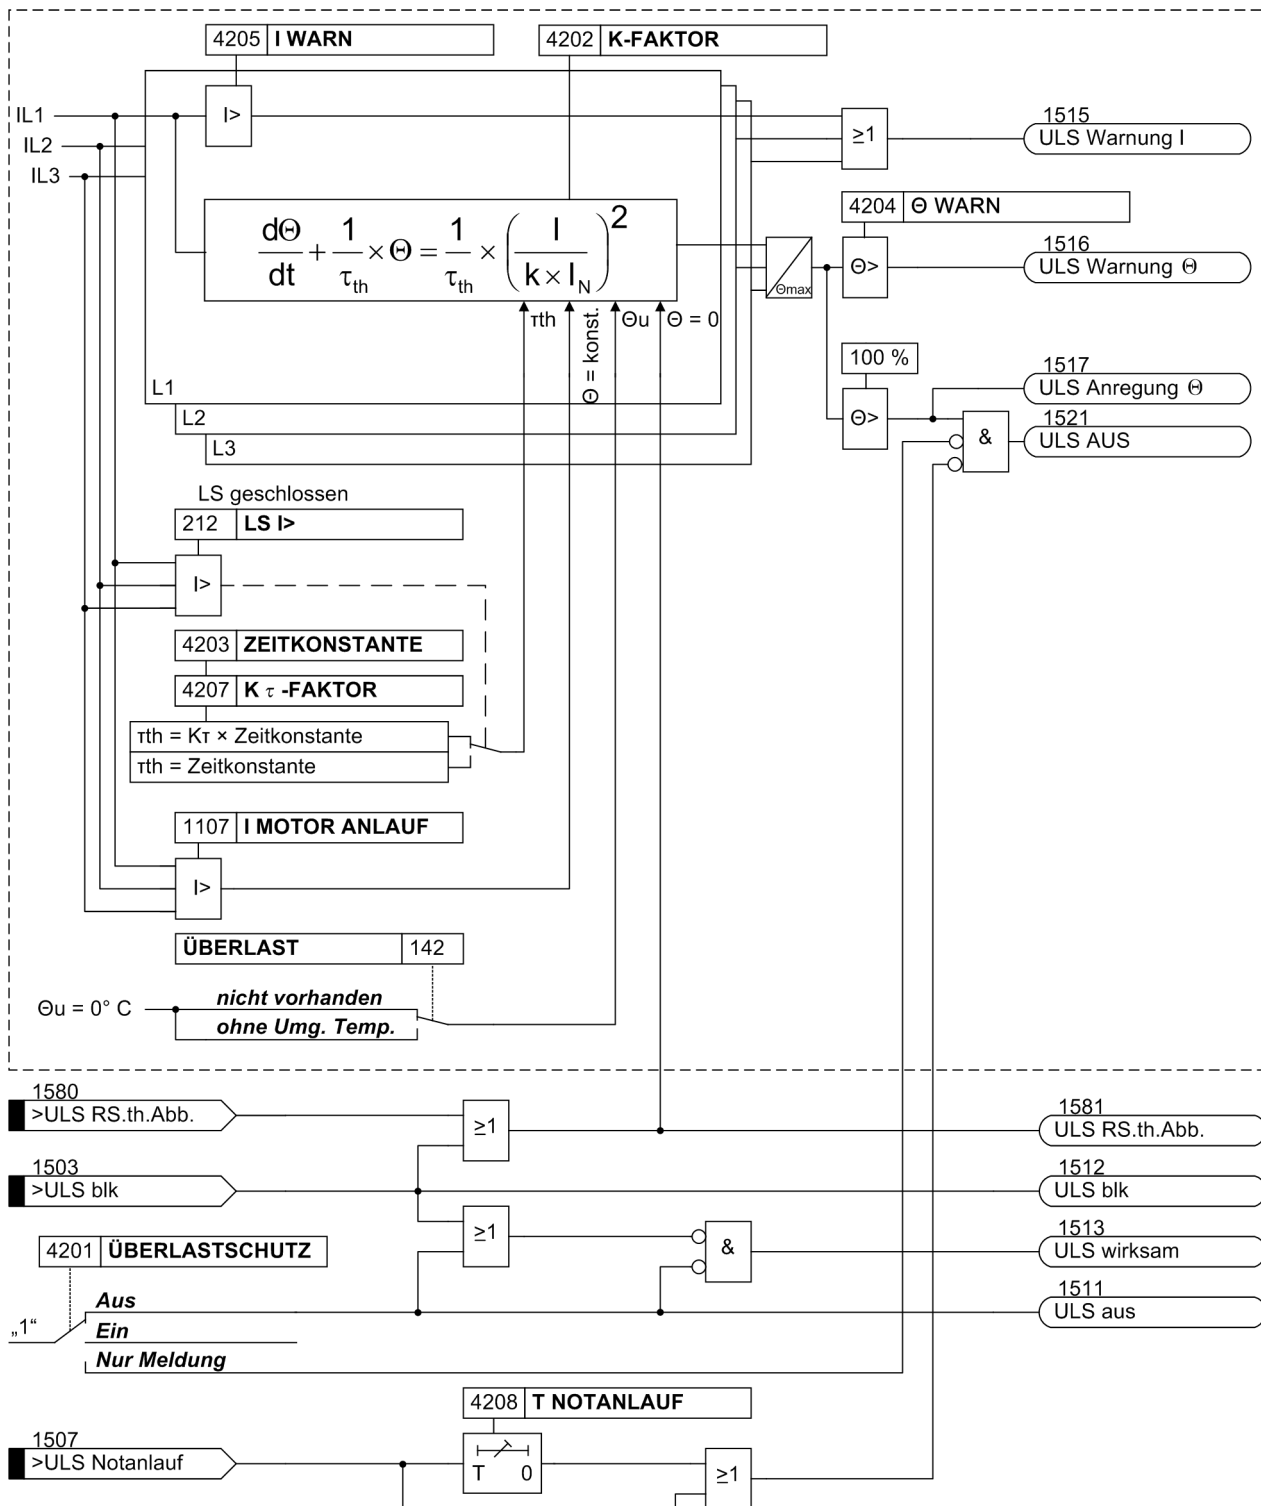 4205 I WARN
4202 K-FAKTOR
IL1
I>
≥1
1515
ULS Warnung I
IL2
IL3
4204 Θ WARN
dΘ/dt + 1/τth × Θ = 1/τth × (I / (k × IN))2
Θmax
Θ>
1516
ULS Warnung Θ
τth
Θ = konst.
Θu
Θ = 0
100 %
1517
ULS Anregung Θ
L1
Θ>
&
1521
ULS AUS
L2
L3
LS geschlossen
212 LS I>
I>
4203 ZEITKONSTANTE
4207 K τ -FAKTOR
τth = Kτ × Zeitkonstante
τth = Zeitkonstante
1107 I MOTOR ANLAUF
I>
ÜBERLAST 142
nicht vorhanden
Θu = 0° C
ohne Umg. Temp.
1580
>ULS RS.th.Abb.
≥1
1581
ULS RS.th.Abb.
1503
>ULS blk
1512
ULS blk
≥1
&
1513
ULS wirksam
4201 ÜBERLASTSCHUTZ
1511
ULS aus
Aus
„1“
Ein
Nur Meldung
4208 T NOTANLAUF
1507
>ULS Notanlauf
T 0
≥1